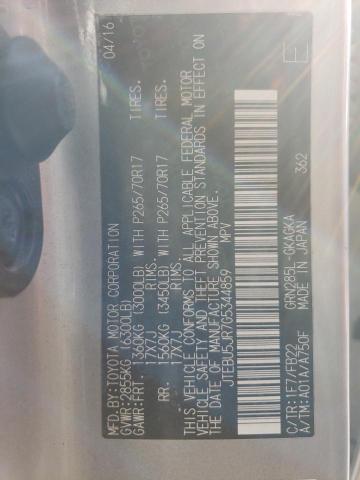 MFD.BY:TOYOTA MOTOR CORPORATION 04/16
GVWR:2855KG (6300LB)
GAWR:FRT. 1360KG (3000LB) WITH P265/70R17 TIRES.
17X7J RIMS.
RR. 1560KG (3450LB) WITH P265/70R17 TIRES.
17X7J RIMS.
THIS VEHICLE CONFORMS TO ALL APPLICABLE FEDERAL MOTOR
VEHICLE SAFETY AND THEFT PREVENTION STANDARDS IN EFFECT ON
THE DATE OF MANUFACTURE SHOWN ABOVE.
JTEBU5JR7G5344859 MPV
C/TR:1F7/FB22 GRN285L-GKAGKA
A/TM:A01A/A750F MADE IN JAPAN 362
E